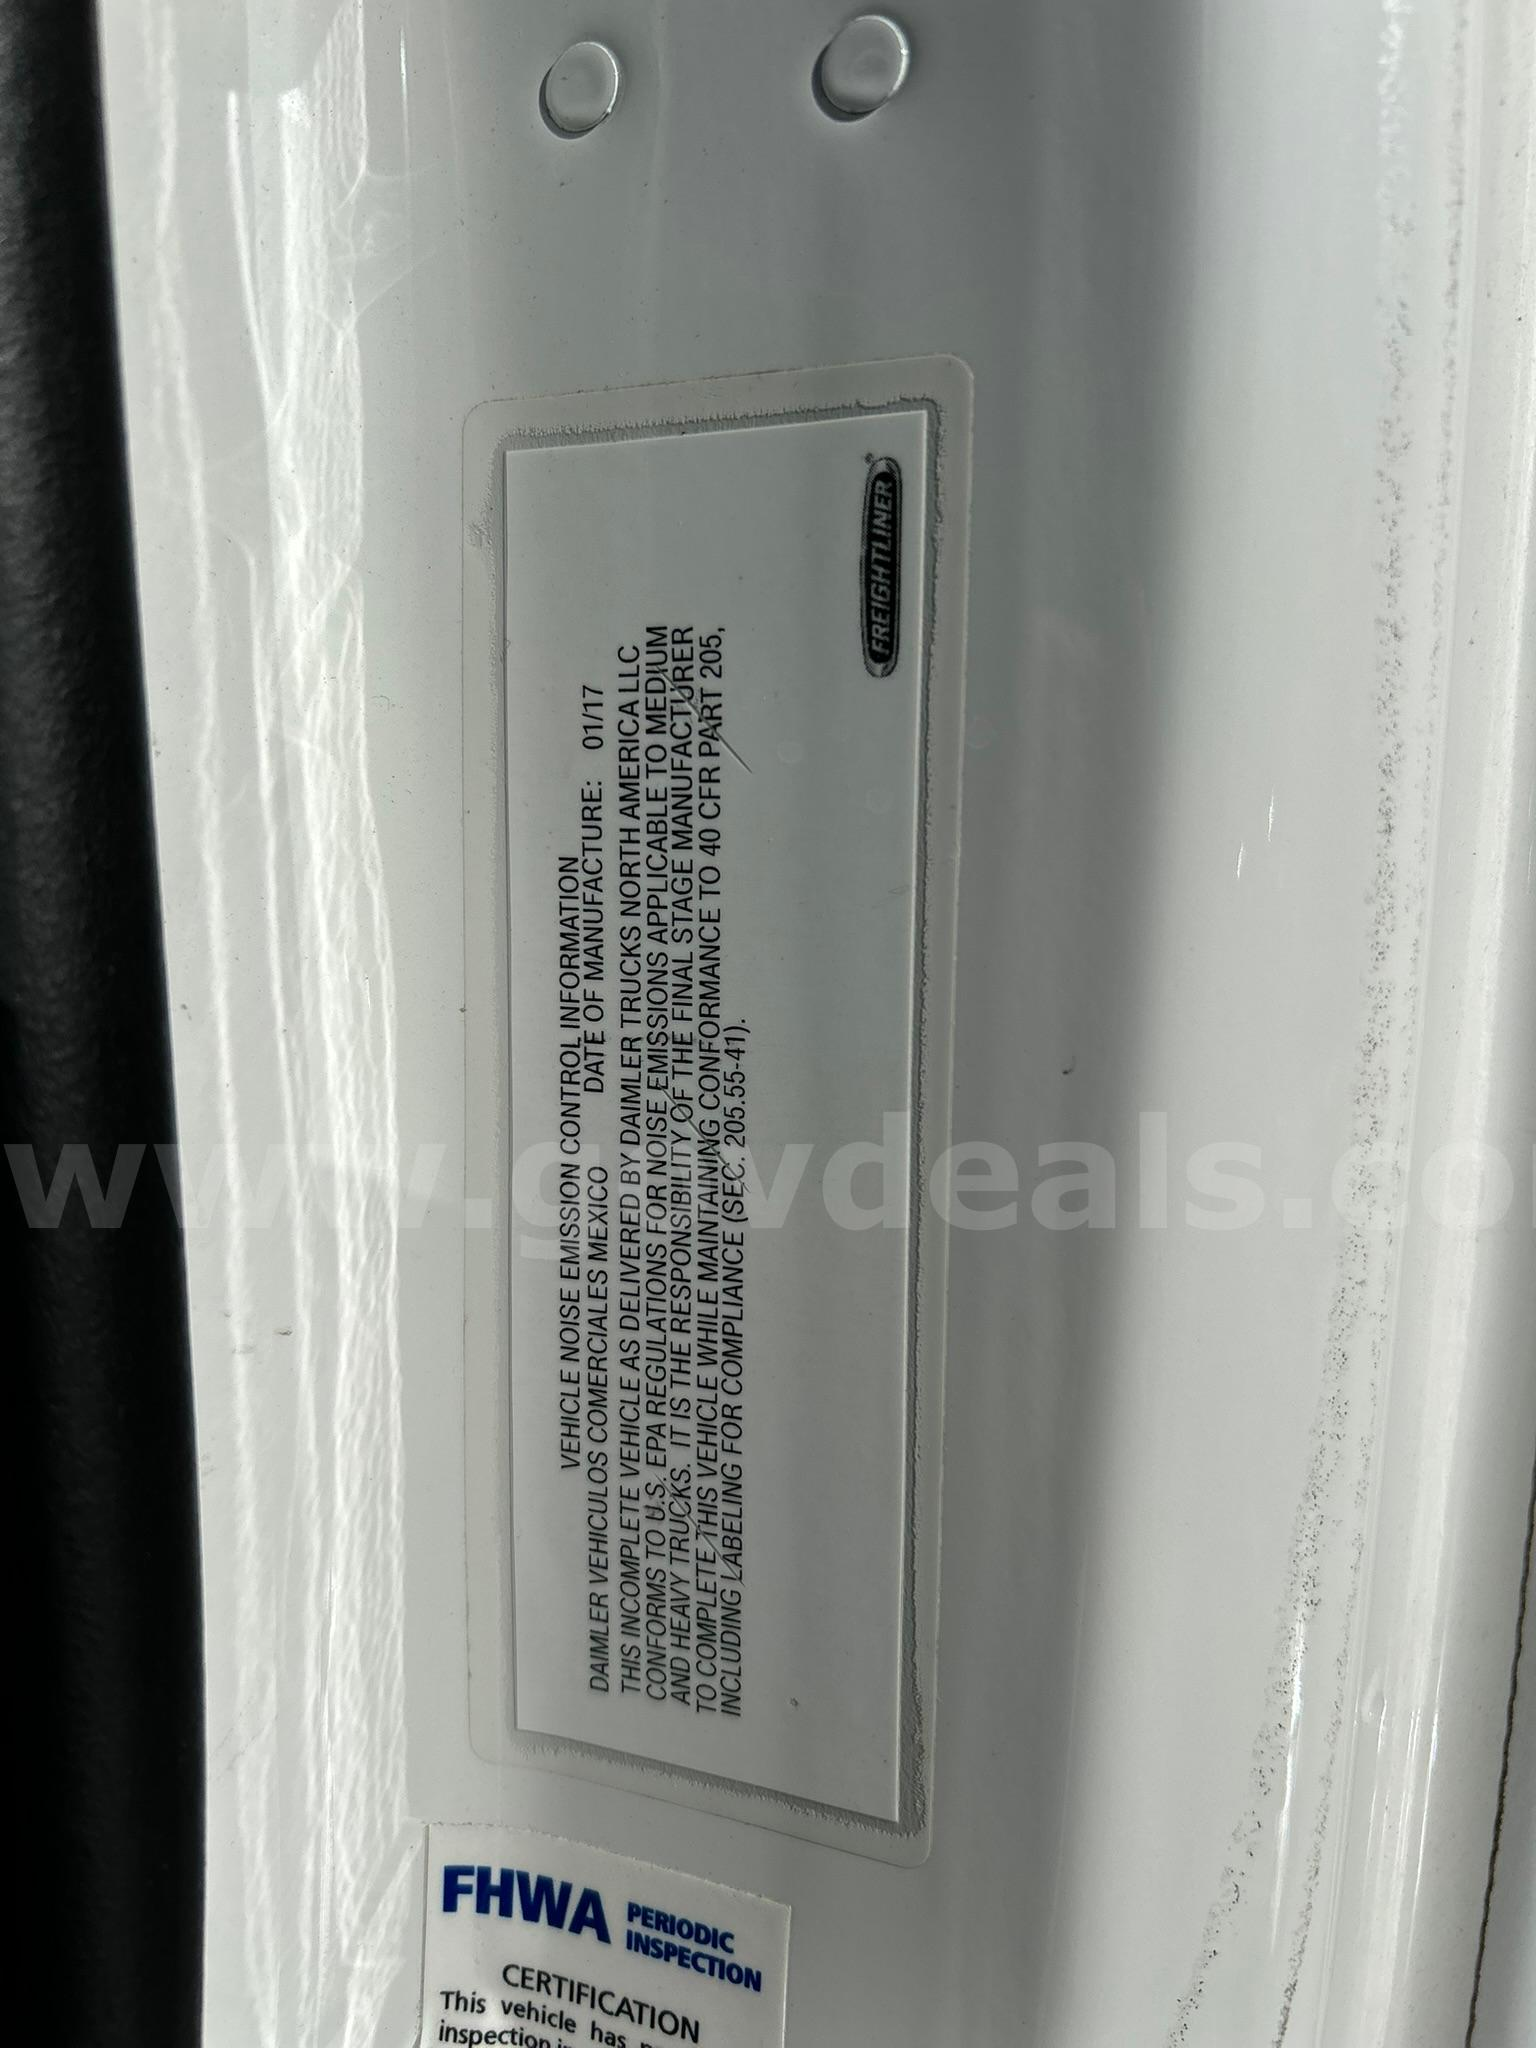 VEHICLE NOISE EMISSION CONTROL INFORMATION
DAIMLER VEHICULOS COMERCIALES MEXICO DATE OF MANUFACTURE: 01/17
THIS INCOMPLETE VEHICLE AS DELIVERED BY DAIMLER TRUCKS NORTH AMERICA LLC
CONFORMS TO U.S. EPA REGULATIONS FOR NOISE EMISSIONS APPLICABLE TO MEDIUM
AND HEAVY TRUCKS. IT IS THE RESPONSIBILITY OF THE FINAL STAGE MANUFACTURER
TO COMPLETE THIS VEHICLE WHILE MAINTAINING CONFORMANCE TO 40 CFR PART 205,
INCLUDING LABELING FOR COMPLIANCE (SEC. 205.55-41).
FREIGHTLINER®
www.govdeals.co
FHWA PERIODIC
INSPECTION
CERTIFICATION
This vehicle has
inspection